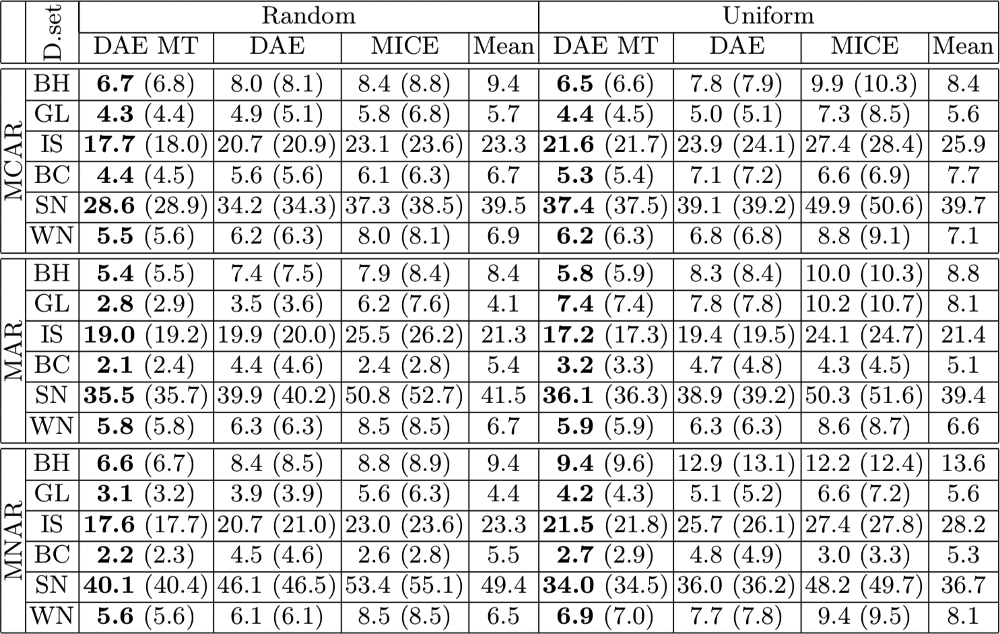 D.set Random Uniform
DAE MT DAE MICE Mean DAE MT DAE MICE Mean
MCAR
BH 6.7 (6.8) 8.0 (8.1) 8.4 (8.8) 9.4 6.5 (6.6) 7.8 (7.9) 9.9 (10.3) 8.4
GL 4.3 (4.4) 4.9 (5.1) 5.8 (6.8) 5.7 4.4 (4.5) 5.0 (5.1) 7.3 (8.5) 5.6
IS 17.7 (18.0) 20.7 (20.9) 23.1 (23.6) 23.3 21.6 (21.7) 23.9 (24.1) 27.4 (28.4) 25.9
BC 4.4 (4.5) 5.6 (5.6) 6.1 (6.3) 6.7 5.3 (5.4) 7.1 (7.2) 6.6 (6.9) 7.7
SN 28.6 (28.9) 34.2 (34.3) 37.3 (38.5) 39.5 37.4 (37.5) 39.1 (39.2) 49.9 (50.6) 39.7
WN 5.5 (5.6) 6.2 (6.3) 8.0 (8.1) 6.9 6.2 (6.3) 6.8 (6.8) 8.8 (9.1) 7.1
MAR
BH 5.4 (5.5) 7.4 (7.5) 7.9 (8.4) 8.4 5.8 (5.9) 8.3 (8.4) 10.0 (10.3) 8.8
GL 2.8 (2.9) 3.5 (3.6) 6.2 (7.6) 4.1 7.4 (7.4) 7.8 (7.8) 10.2 (10.7) 8.1
IS 19.0 (19.2) 19.9 (20.0) 25.5 (26.2) 21.3 17.2 (17.3) 19.4 (19.5) 24.1 (24.7) 21.4
BC 2.1 (2.4) 4.4 (4.6) 2.4 (2.8) 5.4 3.2 (3.3) 4.7 (4.8) 4.3 (4.5) 5.1
SN 35.5 (35.7) 39.9 (40.2) 50.8 (52.7) 41.5 36.1 (36.3) 38.9 (39.2) 50.3 (51.6) 39.4
WN 5.8 (5.8) 6.3 (6.3) 8.5 (8.5) 6.7 5.9 (5.9) 6.3 (6.3) 8.6 (8.7) 6.6
MNAR
BH 6.6 (6.7) 8.4 (8.5) 8.8 (8.9) 9.4 9.4 (9.6) 12.9 (13.1) 12.2 (12.4) 13.6
GL 3.1 (3.2) 3.9 (3.9) 5.6 (6.3) 4.4 4.2 (4.3) 5.1 (5.2) 6.6 (7.2) 5.6
IS 17.6 (17.7) 20.7 (21.0) 23.0 (23.6) 23.3 21.5 (21.8) 25.7 (26.1) 27.4 (27.8) 28.2
BC 2.2 (2.3) 4.5 (4.6) 2.6 (2.8) 5.5 2.7 (2.9) 4.8 (4.9) 3.0 (3.3) 5.3
SN 40.1 (40.4) 46.1 (46.5) 53.4 (55.1) 49.4 34.0 (34.5) 36.0 (36.2) 48.2 (49.7) 36.7
WN 5.6 (5.6) 6.1 (6.1) 8.5 (8.5) 6.5 6.9 (7.0) 7.7 (7.8) 9.4 (9.5) 8.1